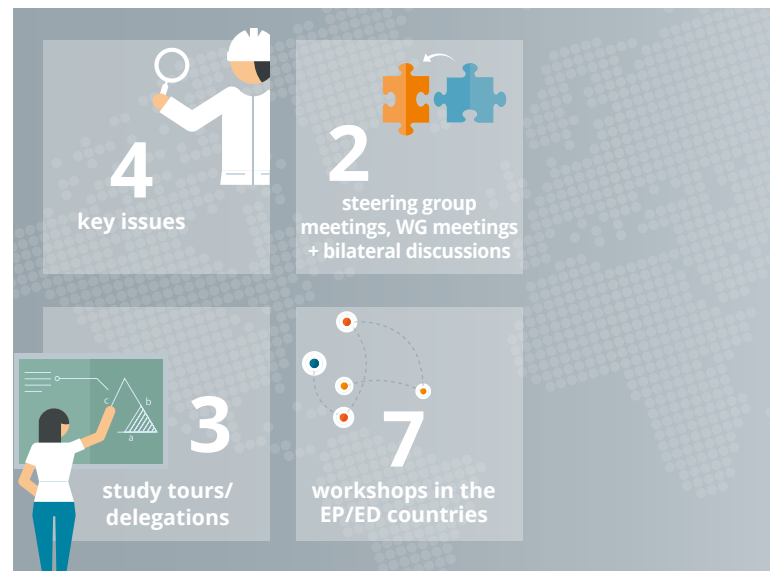 4
key issues
2
steering group
meetings, WG meetings
+ bilateral discussions
c
b
a
3
study tours/
delegations
7
workshops in the
EP/ED countries